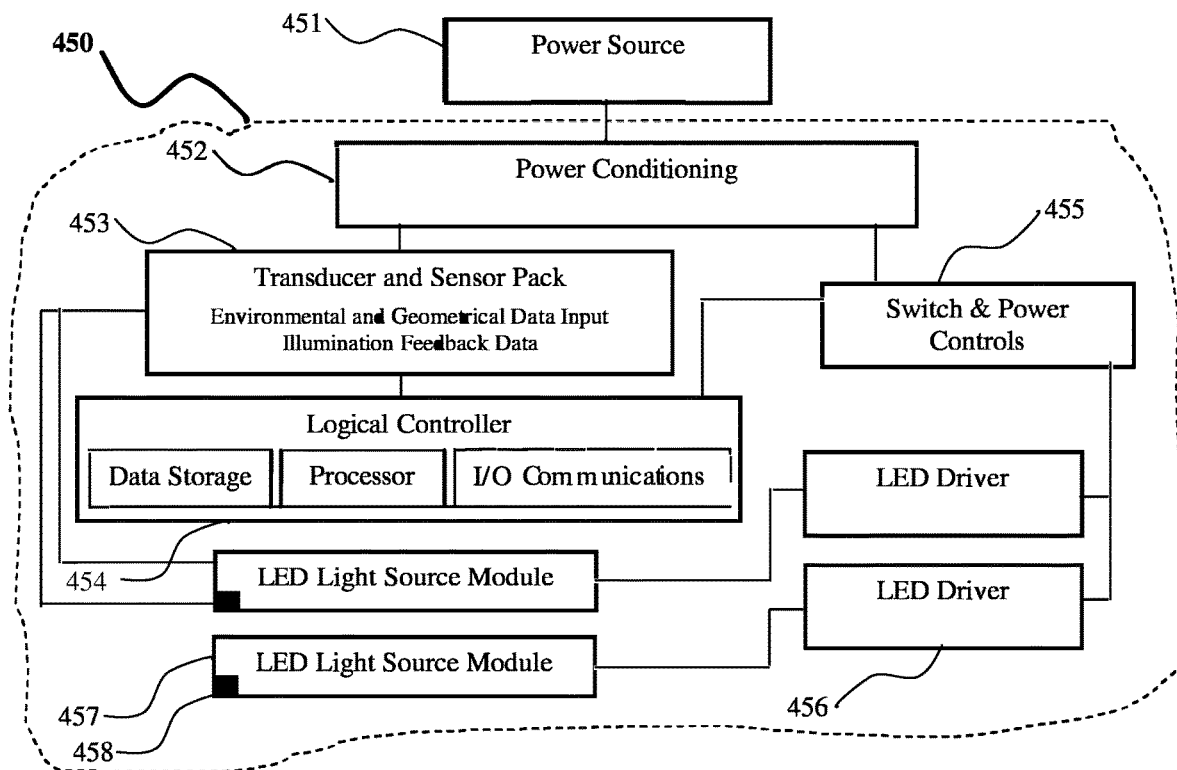 451
Power Source
450
452
Power Conditioning
453
455
Transducer and Sensor Pack
Environmental and Geometrical Data Input
Illumination Feedback Data
Switch & Power
Controls
Logical Controller
Data Storage
Processor
I/O Communications
LED Driver
454
LED Light Source Module
LED Driver
LED Light Source Module
457
456
458